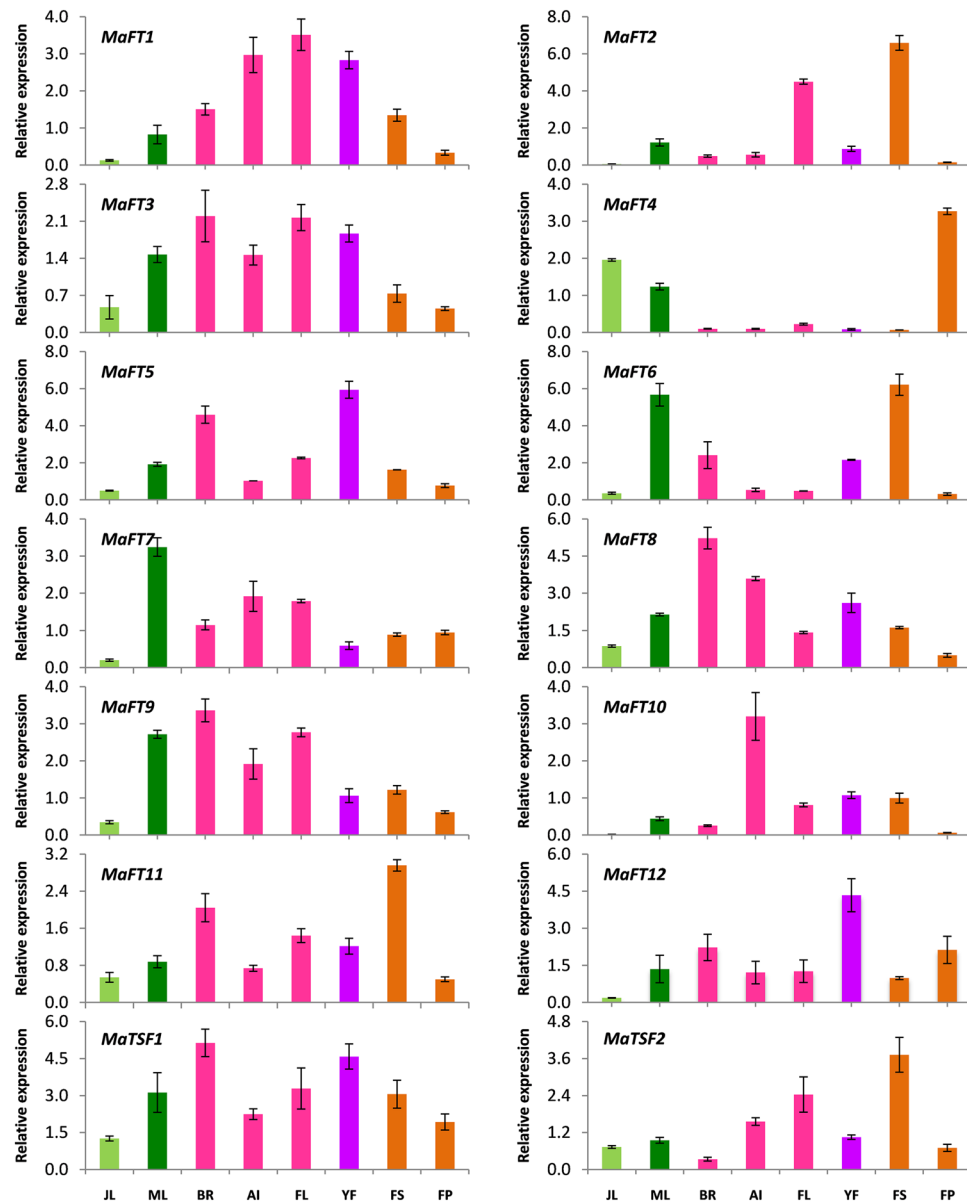 Relative expression
MaFT1
4.0
3.0
2.0
1.0
0.0
Relative expression
MaFT2
8.0
6.0
4.0
2.0
0.0
Relative expression
MaFT3
2.8
2.1
1.4
0.7
0.0
Relative expression
MaFT4
4.0
3.0
2.0
1.0
0.0
Relative expression
MaFT5
8.0
6.0
4.0
2.0
0.0
Relative expression
MaFT6
8.0
6.0
4.0
2.0
0.0
Relative expression
MaFT7
4.0
3.0
2.0
1.0
0.0
Relative expression
MaFT8
6.0
4.5
3.0
1.5
0.0
Relative expression
MaFT9
4.0
3.0
2.0
1.0
0.0
Relative expression
MaFT10
4.0
3.0
2.0
1.0
0.0
Relative expression
MaFT11
3.2
2.4
1.6
0.8
0.0
Relative expression
MaFT12
6.0
4.5
3.0
1.5
0.0
Relative expression
MaTSF1
6.0
4.5
3.0
1.5
0.0
JL ML BR AI FL YF FS FP
Relative expression
MaTSF2
4.8
3.6
2.4
1.2
0.0
JL ML BR AI FL YF FS FP